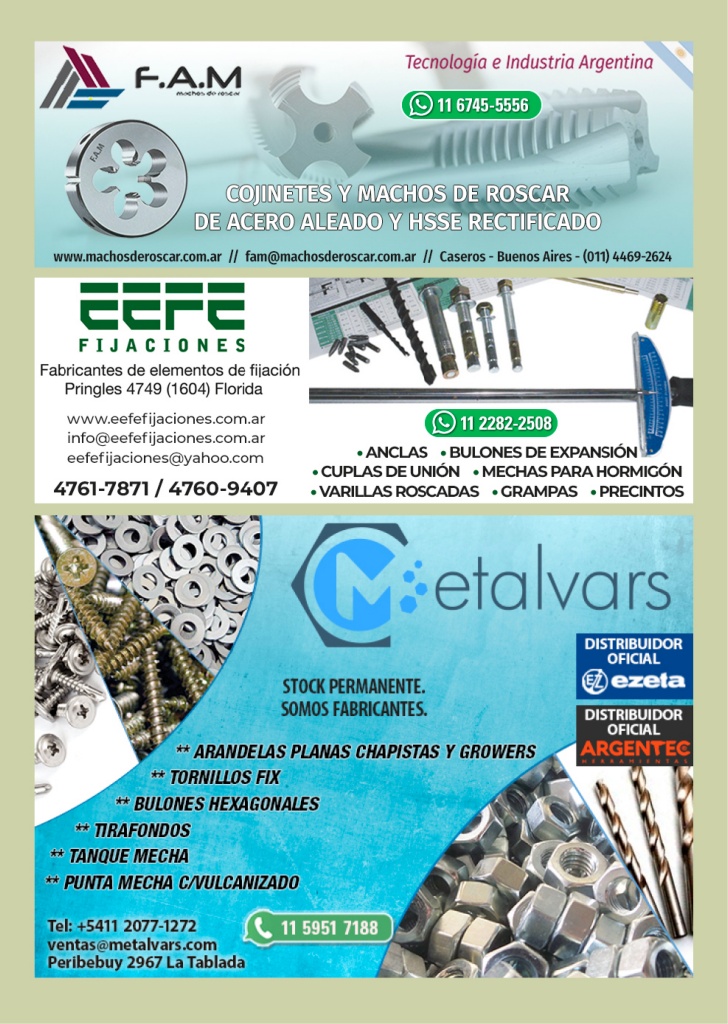 F.A.M
machos de roscar
Tecnología e Industria Argentina
11 6745-5556
F.A.M
COJINETES Y MACHOS DE ROSCAR
DE ACERO ALEADO Y HSSE RECTIFICADO
www.machosderoscar.com.ar // fam@machosderoscar.com.ar // Caseros - Buenos Aires - (011) 4469-2624
EEFE
FIJACIONES
Fabricantes de elementos de fijación
Pringles 4749 (1604) Florida
www.eefefijaciones.com.ar
info@eefefijaciones.com.ar
eefefijaciones@yahoo.com
4761-7871 / 4760-9407
11 2282-2508
• ANCLAS • BULONES DE EXPANSIÓN
• CUPLAS DE UNIÓN • MECHAS PARA HORMIGÓN
• VARILLAS ROSCADAS • GRAMPAS • PRECINTOS
Metalvars
DISTRIBUIDOR
OFICIAL
EZ ezeta
DISTRIBUIDOR
OFICIAL
ARGENTEC
HERRAMIENTAS
STOCK PERMANENTE.
SOMOS FABRICANTES.
** ARANDELAS PLANAS CHAPISTAS Y GROWERS
** TORNILLOS FIX
** BULONES HEXAGONALES
** TIRAFONDOS
** TANQUE MECHA
** PUNTA MECHA C/VULCANIZADO
Tel: +5411 2077-1272
ventas@metalvars.com
Peribebuy 2967 La Tablada
11 5951 7188